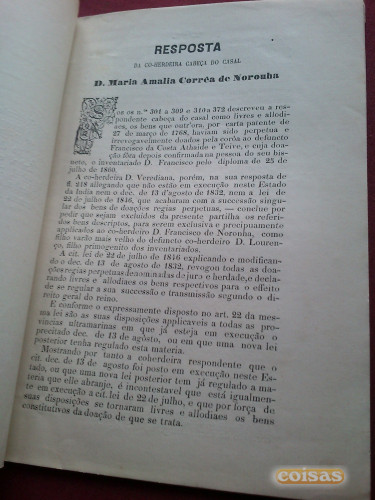 RESPOSTA
DA CO-HERDEIRA CABEÇA DO CASAL
D. Maria Amalia Corrêa de Noronha
os os n.os 301 a 309 e 310 a 372 descreveu a res-
pondente cabeça do casal como livres e allodi-
aes, os bens que outr'ora, por carta patente de
27 de março de 1768, haviam sido perpetua e
irrevogavelmente doados pela corôa ao defuncto
Francisco da Costa Authaide e Teive, e cuja doa-
ção fôra depois confirmada na pessoa do seu bis-
neto, o inventariado D. Francisco pelo diploma de 25
de julho de 1860.
A co-herdeira D. Verediana, porém, na sua resposta de
f. 218 allegando que não estão em execução neste Estado
da India nem o dec. de 13 d'agosto de 1832, nem a lei de
22 de julho de 1846, que acabaram com a successão singu-
lar dos bens de doações regias perpetuas, — conclue por
pedir que sejam excluidos da partilha os referidos
bens descriptos, para serem exclusiva e precipuamente
applicados ao co-herdeiro D. Francisco de Noronha, como
filho varão mais velho do defuncto co-herdeiro D. Louren-
ço, filho primogenito dos inventariados.
A cit. lei de 22 de julho de 1846 explicando e modifican-
do o dec. de 13 de agosto de 1832, revogou todas as doa-
ções regias perpetuas denominadas de juro e herdade, e decla-
rando livres e allodiaes os bens respectivos para o effeito
de se regular a sua successão e transmissão segundo o di-
reito geral do reino.
E conforme o expressamente disposto no art. 22 da mes-
ma lei são as suas disposições applicaveis a todas as pro-
vincias ultramarinas em que já esteja em execução o
precitado dec. de 13 de agosto, ou em que uma nova lei
posterior tenha regulado esta materia.
Mostrando por tanto a coherdeira respondente que o
cit. dec. de 13 de agosto foi posto em execução neste Es-
tado, ou que uma nova lei posterior tem já regulado a ma-
teria que elle abranje, é incontestavel que está igualmen-
te em execução a cit. lei de 22 de julho, e que por força de
suas disposições se tornaram livres e allodiaes os bens
constitutivos da doação de que se trata.
coisas